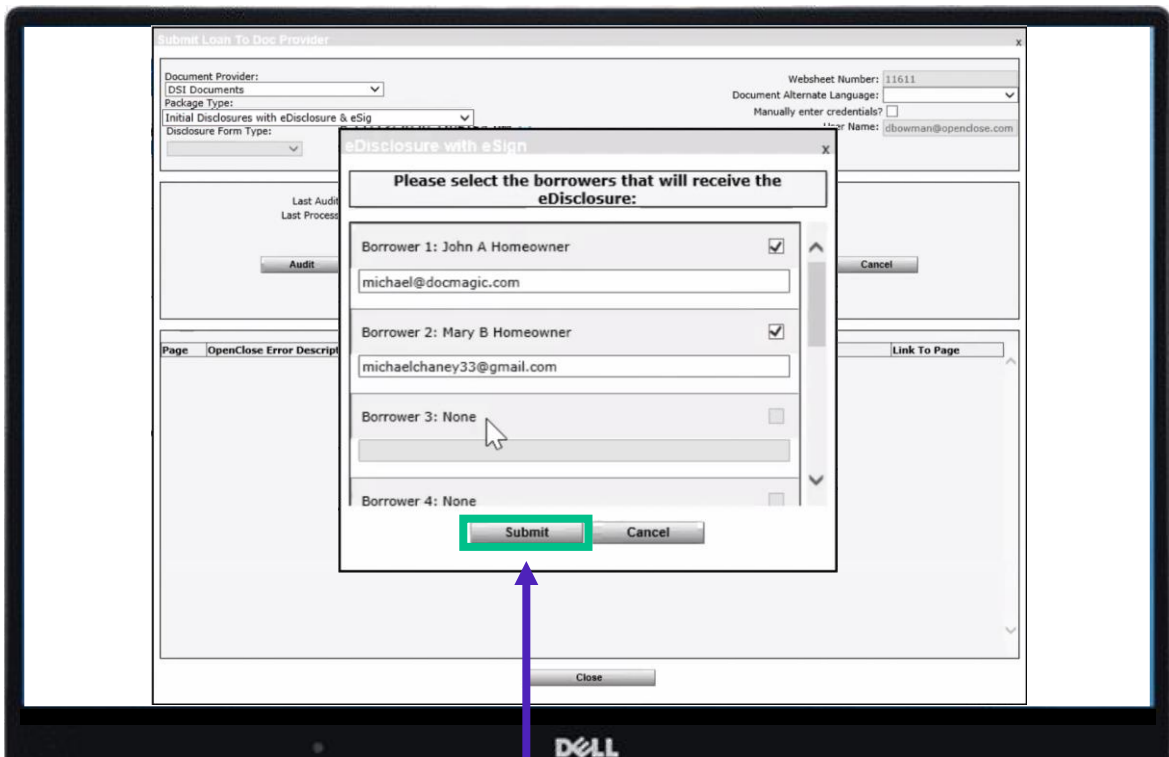 Submit Loan To Doc Provider
x
Document Provider:
DSI Documents
Package Type:
Initial Disclosures with eDisclosure & eSig
Disclosure Form Type:
Websheet Number: 11611
Document Alternate Language:
Manually enter credentials?
Name: dbowman@openclose.com
eDisclosure with eSign
x
Please select the borrowers that will receive the
eDisclosure:
Last Audit
Last Process
Audit
Cancel
Borrower 1: John A Homeowner
michael@docmagic.com
Borrower 2: Mary B Homeowner
michaelchaney33@gmail.com
Page OpenClose Error Descript
Link To Page
Borrower 3: None
Borrower 4: None
Submit Cancel
Close
DELL